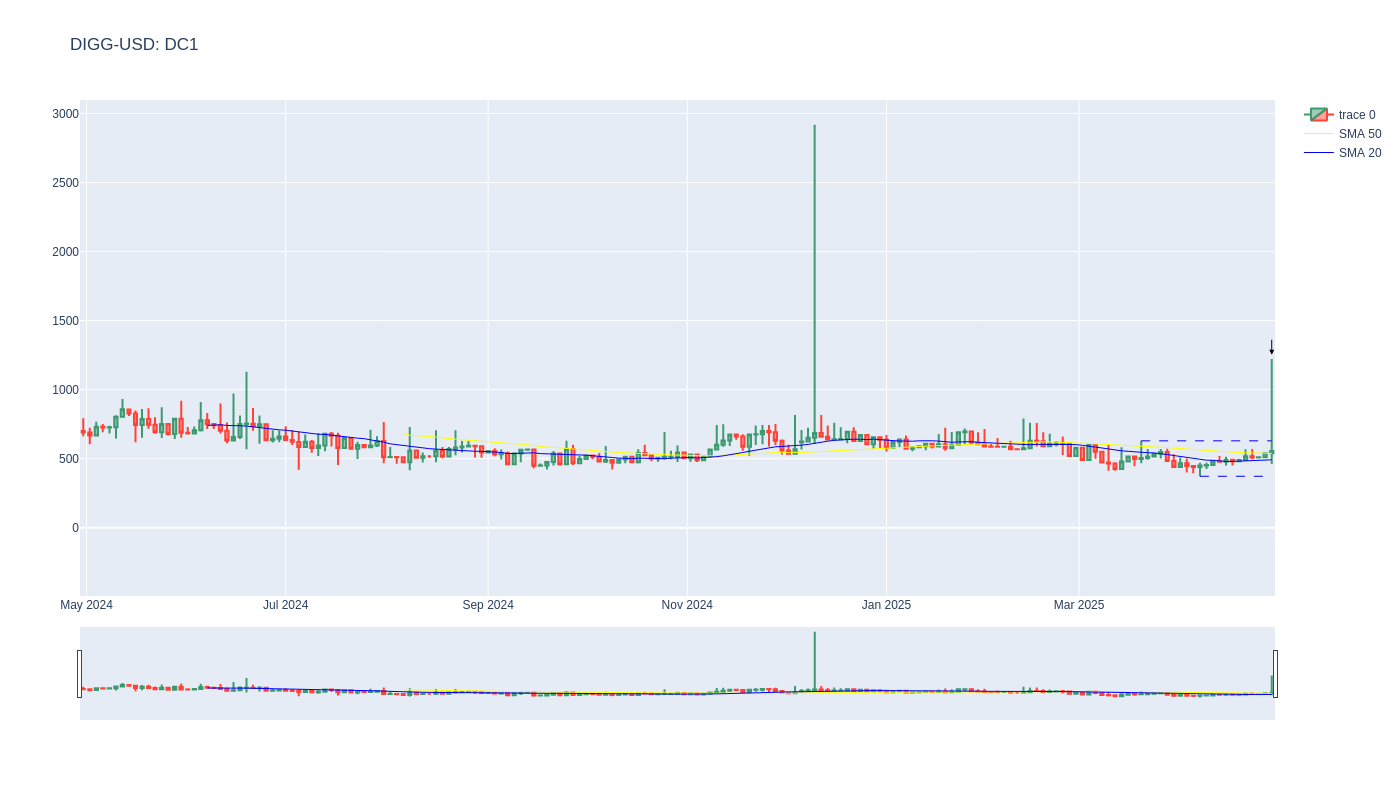 DIGG-USD: DC1
3000
2500
2000
1500
1000
500
0
May 2024
Jul 2024
Sep 2024
Nov 2024
Jan 2025
Mar 2025
trace 0
SMA 50
SMA 20